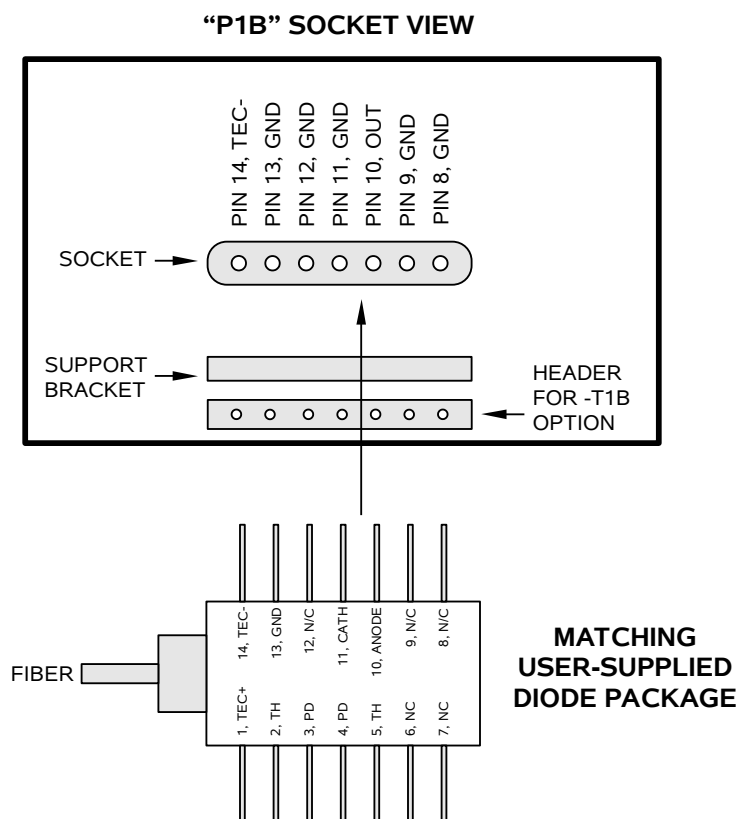 “P1B” SOCKET VIEW
PIN 14, TEC-
PIN 13, GND
PIN 12, GND
PIN 11, GND
PIN 10, OUT
PIN 9, GND
PIN 8, GND
SOCKET
SUPPORT
BRACKET
HEADER
FOR -T1B
OPTION
14, TEC-
13, GND
12, N/C
11, CATH
10, ANODE
9, N/C
8, N/C
FIBER
1, TEC+
2, TH
3, PD
4, PD
5, TH
6, NC
7, NC
MATCHING
USER-SUPPLIED
DIODE PACKAGE